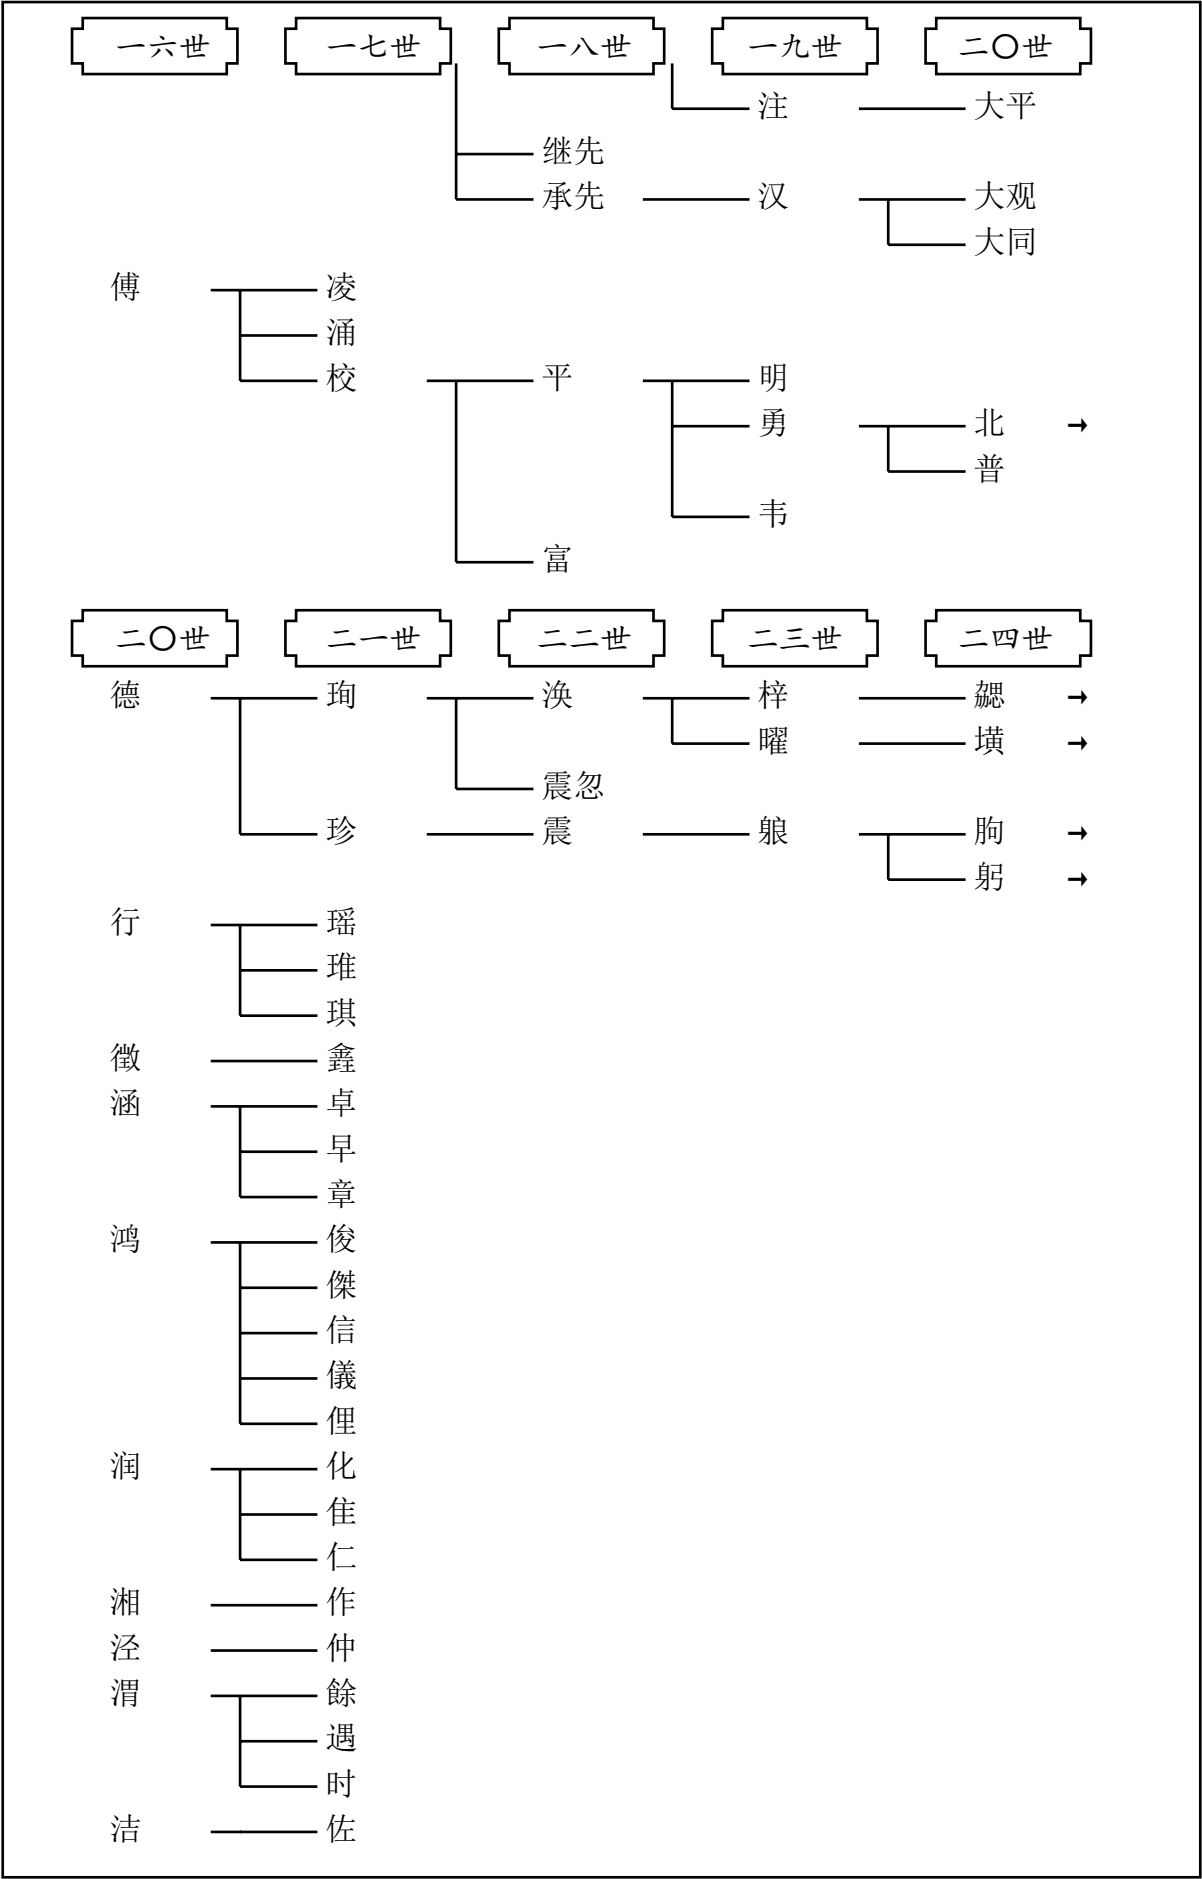 一六世 一七世 一八世 一九世 二〇世
注 大平
继先
承先 汉 大观
大同
傅 凌
涌
校 平 明
勇 北 →
普
韦
富
二〇世 二一世 二二世 二三世 二四世
德 珣 涣 梓 勰 →
曜 墴 →
震忽
珍 震 躴 朐 →
躬 →
行 瑶
琟
琪
徵 鑫
涵 卓
早
章
鸿 俊
傑
信
儀
俚
润 化
隹
仁
湘 作
泾 仲
渭 餘
遇
时
洁 佐